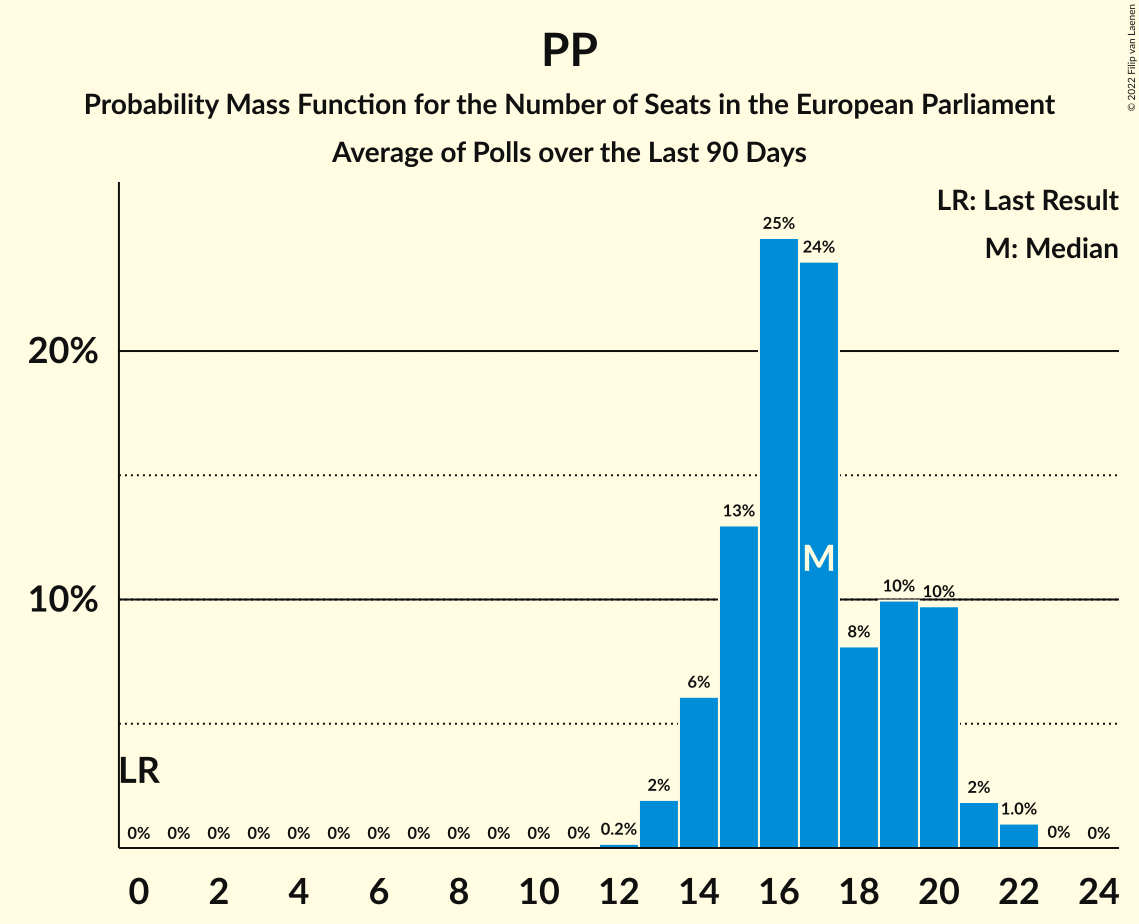 PP
Probability Mass Function for the Number of Seats in the European Parliament
Average of Polls over the Last 90 Days
© 2022 Filip van Laenen
LR: Last Result
M: Median
25%
24%
20%
13%
M
10%
10%
10%
8%
6%
LR
2%
2%
1.0%
0% 0% 0% 0% 0% 0% 0% 0% 0% 0% 0% 0% 0.2% 0% 0%
0 2 4 6 8 10 12 14 16 18 20 22 24